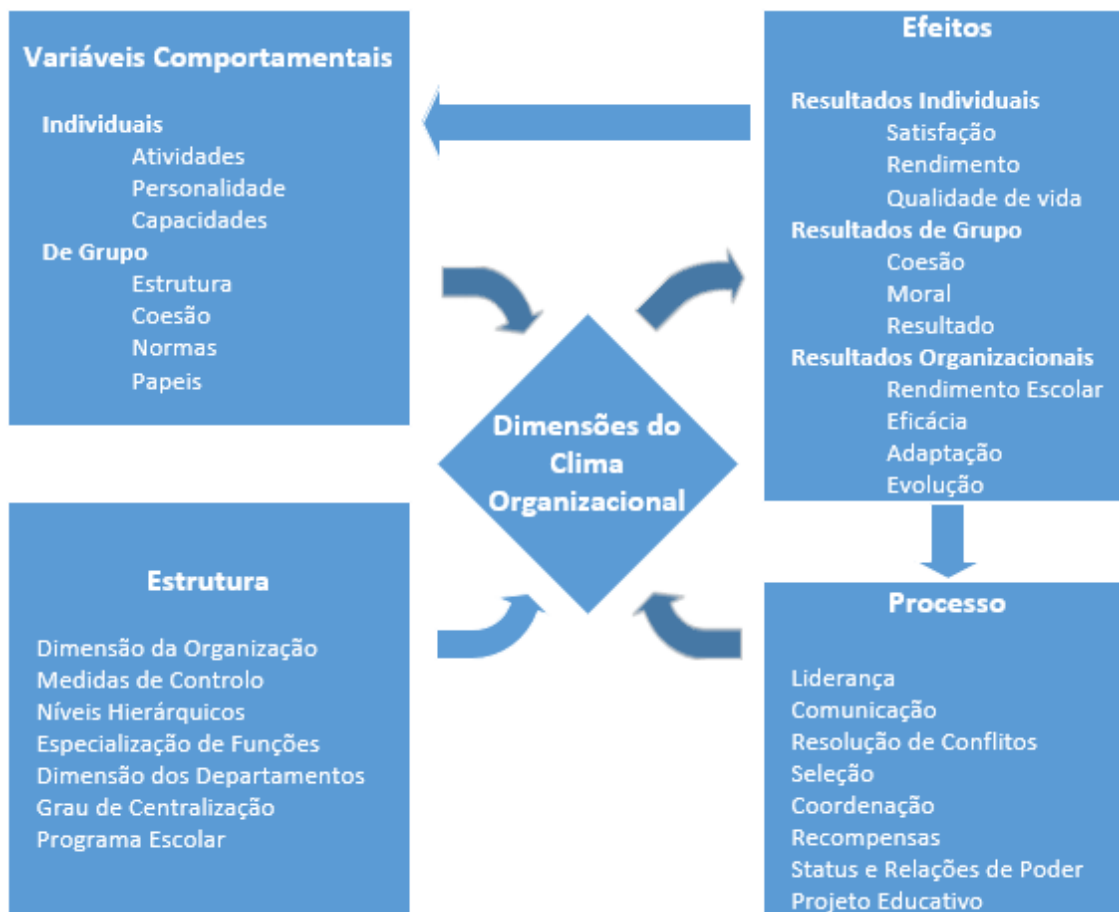 Variáveis Comportamentais
Individuais
Atividades
Personalidade
Capacidades
De Grupo
Estrutura
Coesão
Normas
Papeis
Efeitos
Resultados Individuais
Satisfação
Rendimento
Qualidade de vida
Resultados de Grupo
Coesão
Moral
Resultado
Resultados Organizacionais
Rendimento Escolar
Eficácia
Adaptação
Evolução
Dimensões do
Clima
Organizacional
Estrutura
Dimensão da Organização
Medidas de Controlo
Níveis Hierárquicos
Especialização de Funções
Dimensão dos Departamentos
Grau de Centralização
Programa Escolar
Processo
Liderança
Comunicação
Resolução de Conflitos
Seleção
Coordenação
Recompensas
Status e Relações de Poder
Projeto Educativo